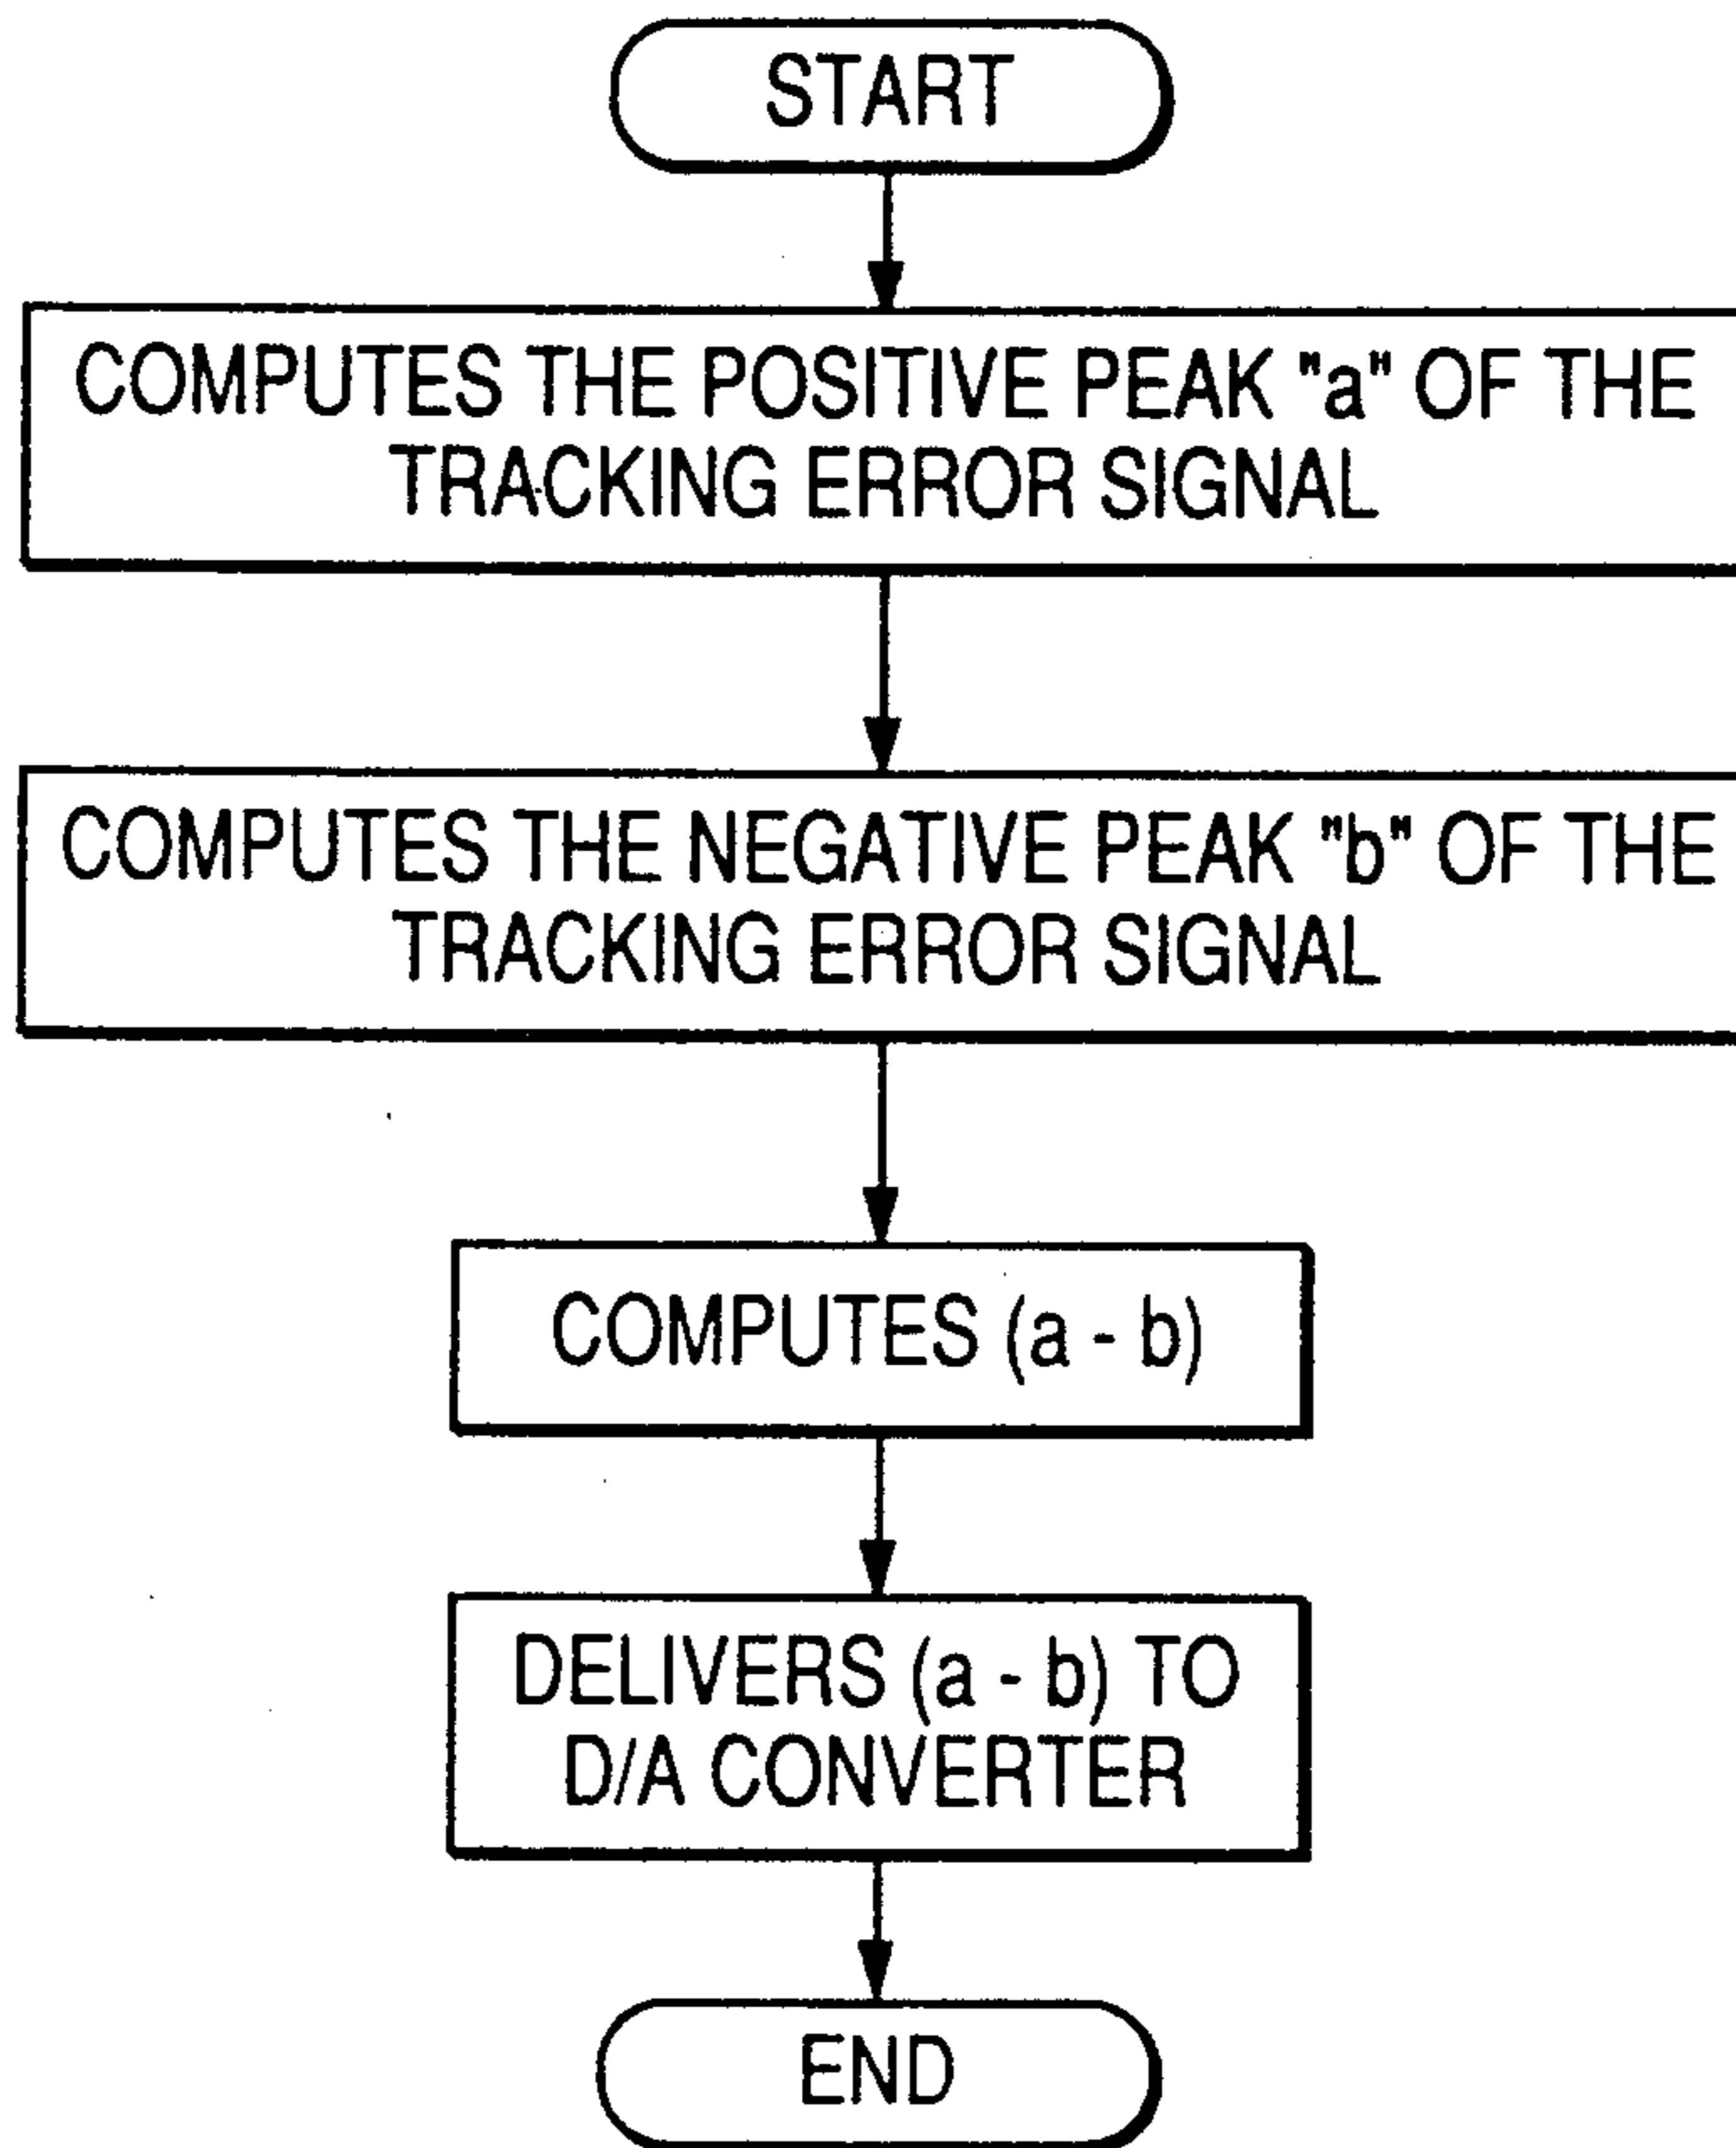 START
COMPUTES THE POSITIVE PEAK "a" OF THE
TRACKING ERROR SIGNAL
COMPUTES THE NEGATIVE PEAK "b" OF THE
TRACKING ERROR SIGNAL
COMPUTES (a - b)
DELIVERS (a - b) TO
D/A CONVERTER
END